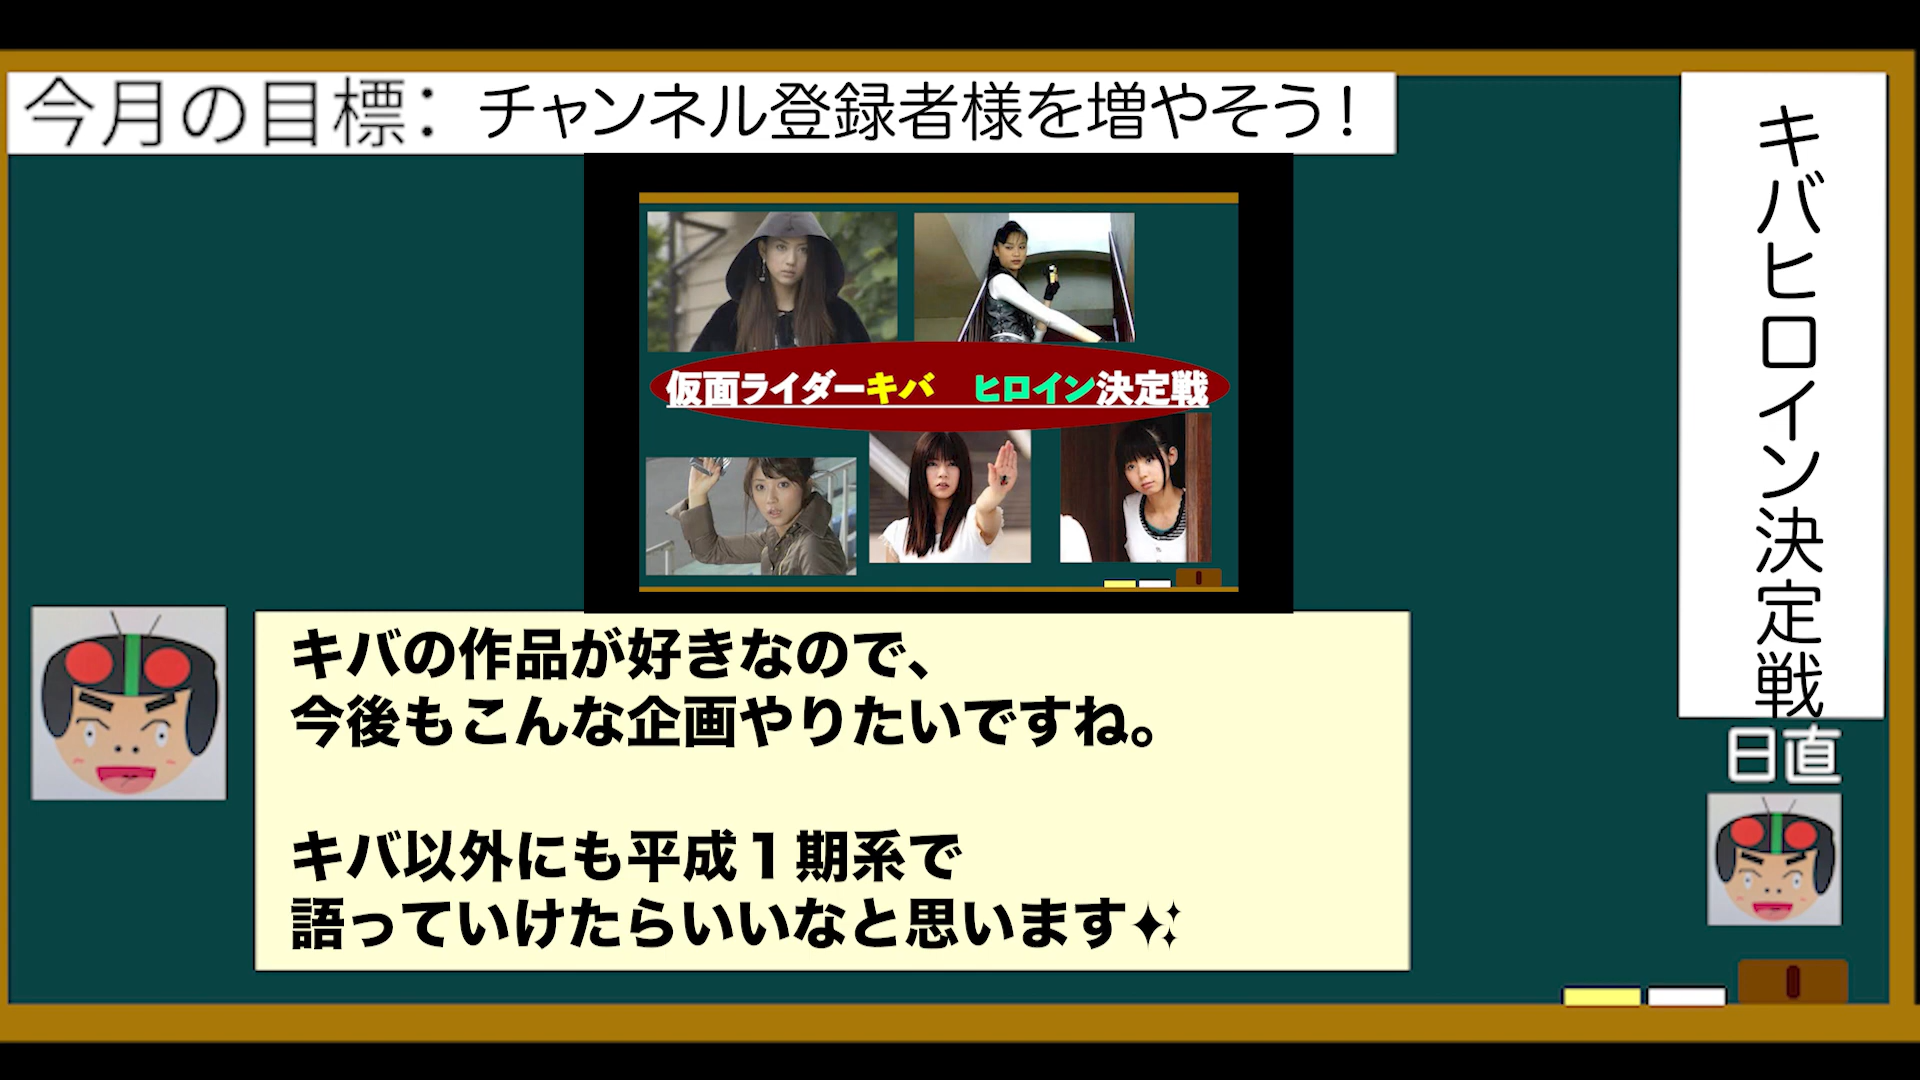 今月の目標：チャンネル登録者様を増やそう！
仮面ライダーキバ　ヒロイン決定戦
キバの作品が好きなので、
今後もこんな企画やりたいですね。
キバ以外にも平成１期系で
語っていけたらいいなと思います✨
キバヒロイン決定戦
日直